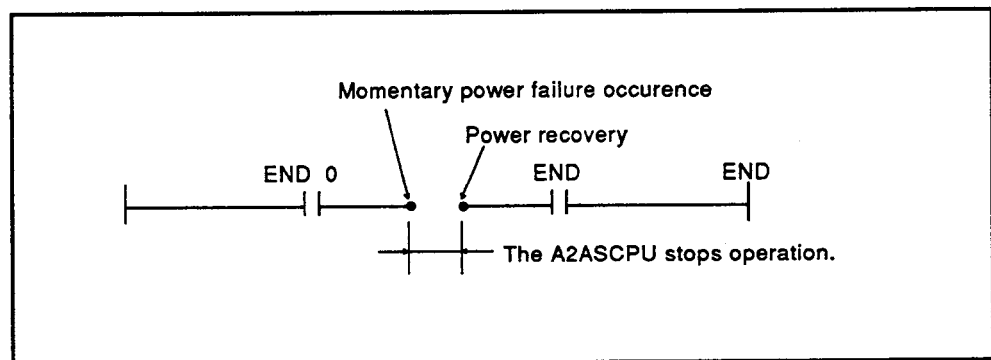 Momentary power failure occurence
Power recovery
END 0 END END
The A2ASCPU stops operation.